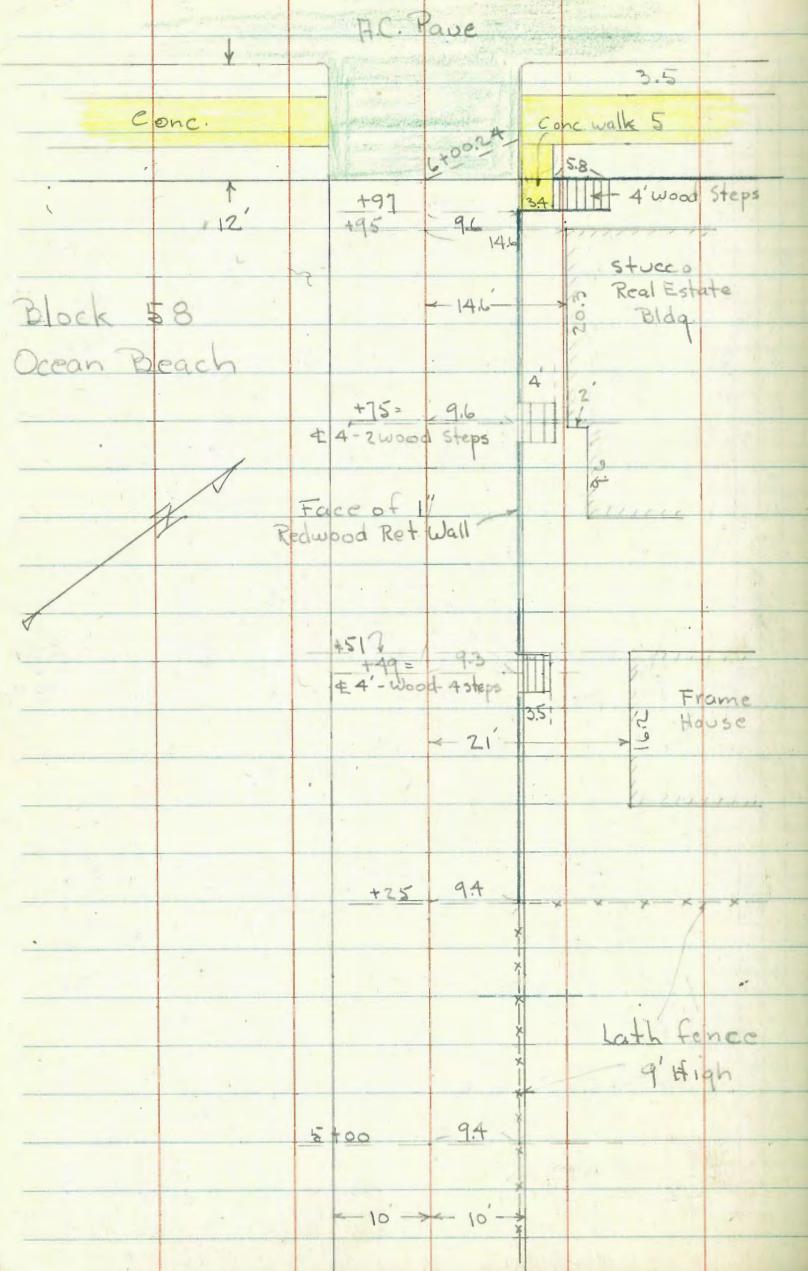 A.C. Pave
3.5
Conc.
Conc walk 5
6+00.24
5.8
4' Wood Steps
3.4
+97
+95 9.6
14.6
12'
Stucco
Real Estate
Bldg
20.3
14.6'
Block 58
Ocean Beach
4'
2'
+75= 9.6
℄ 4'-2 wood Steps
Face of 1"
Redwood Ret Wall
+51
+49= 9.3
℄ 4'-Wood-4 steps
3.5'
Frame
House
16.2'
21'
+25 9.4
Lath fence
9' High
5+00 9.4
10' 10'